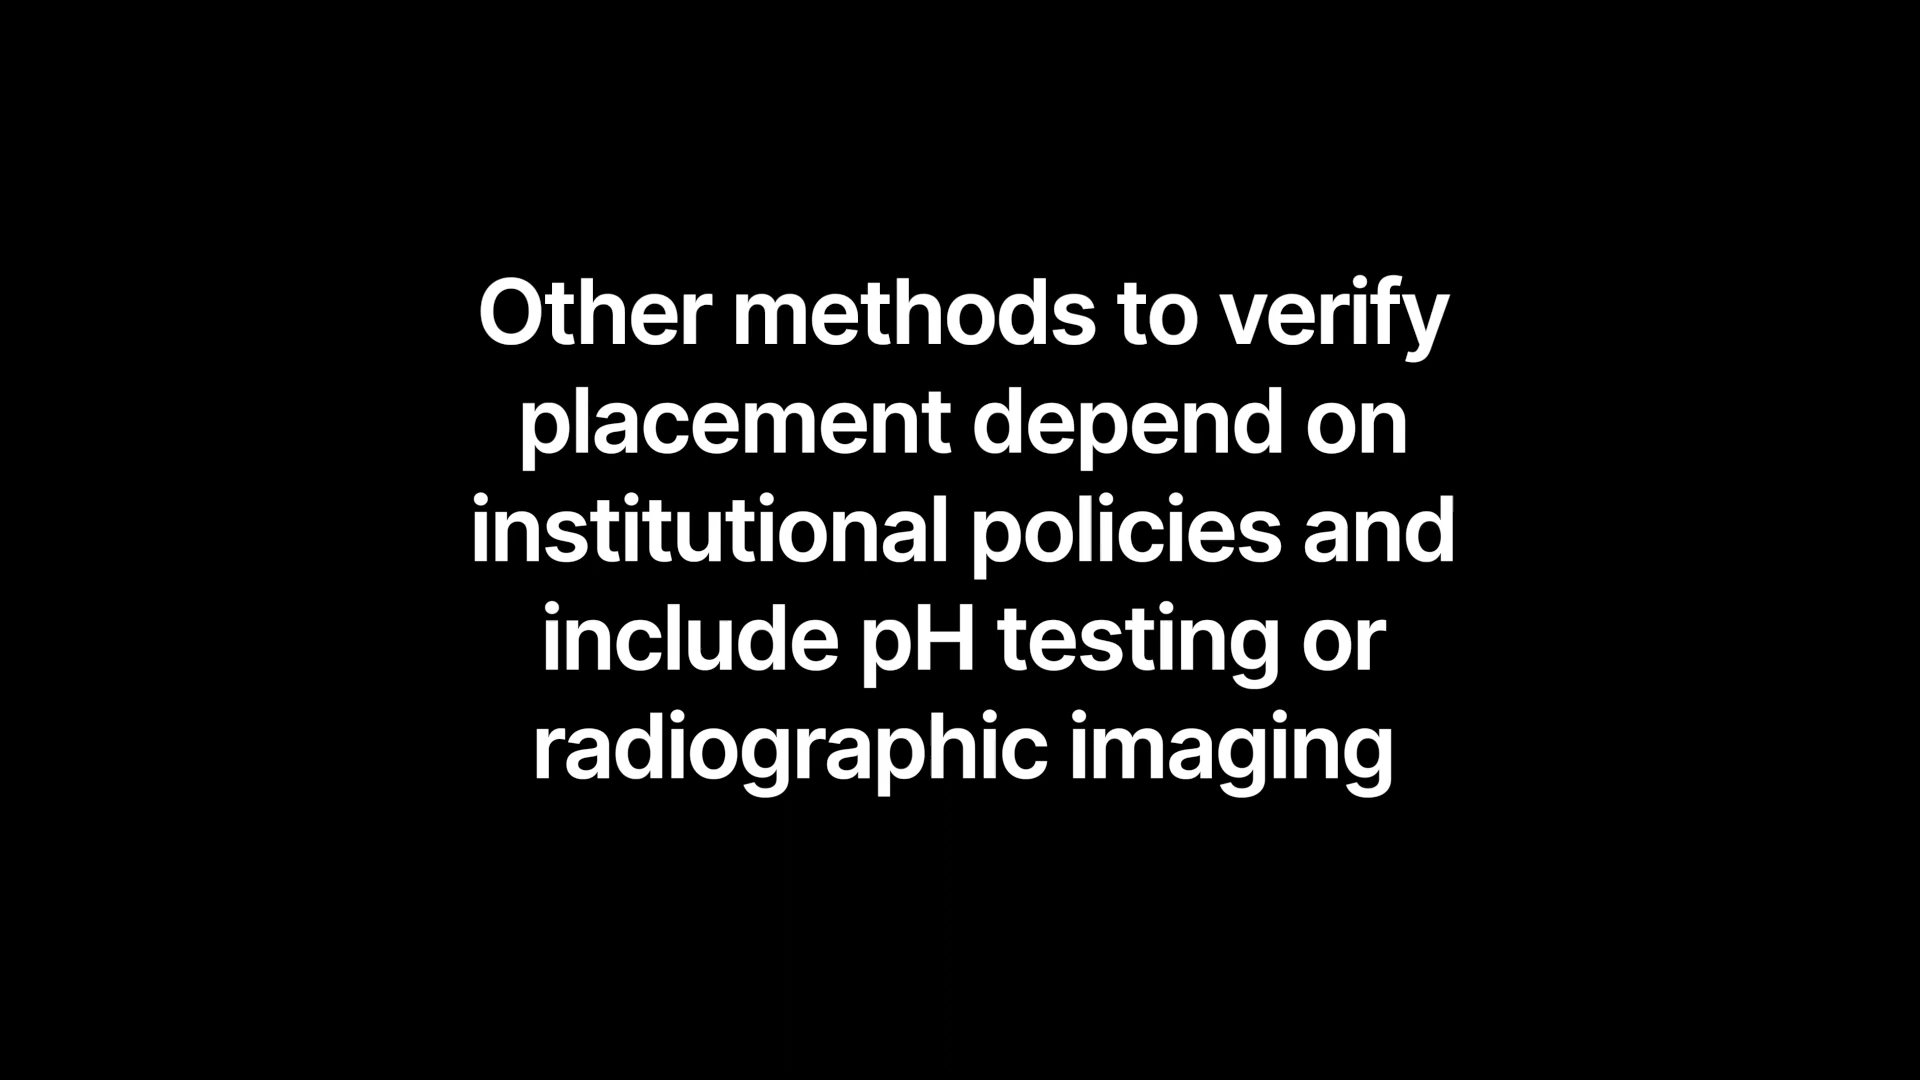 Other methods to verify
placement depend on
institutional policies and
include pH testing or
radiographic imaging